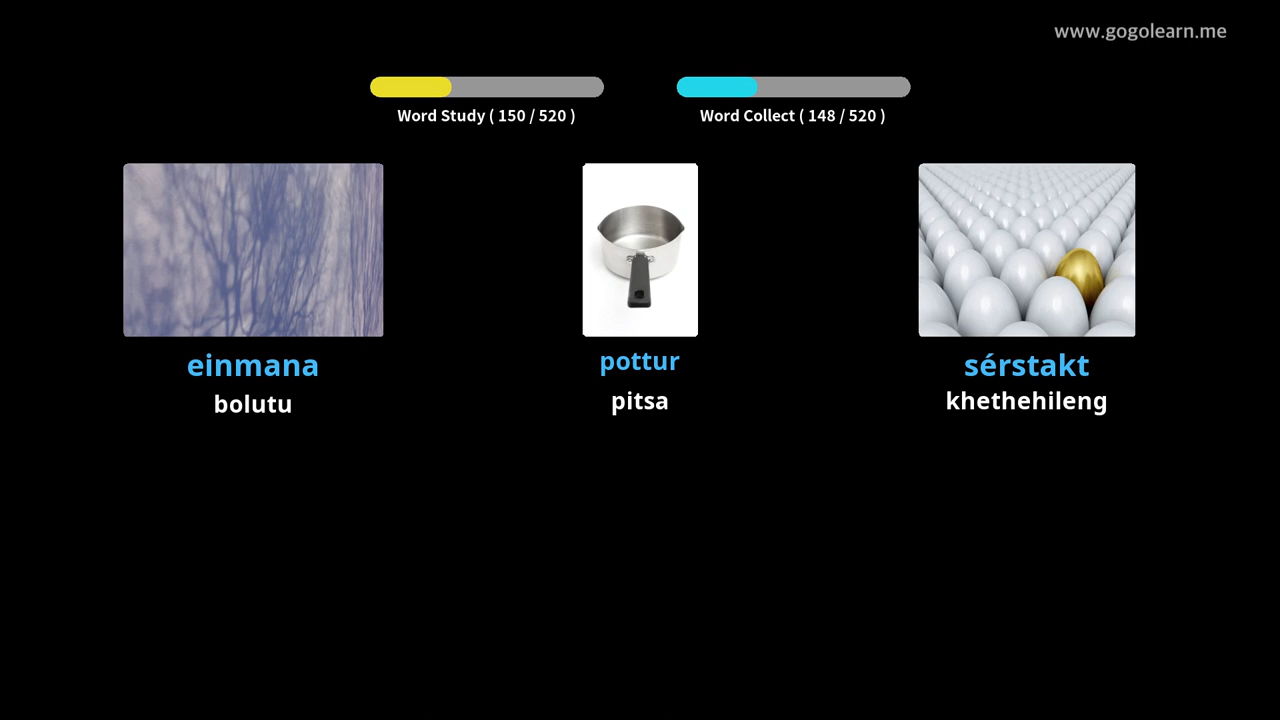 www.gogolearn.me
Word Study ( 150 / 520 )
Word Collect ( 148 / 520 )
einmana
bolutu
pottur
pitsa
sérstakt
khethehileng